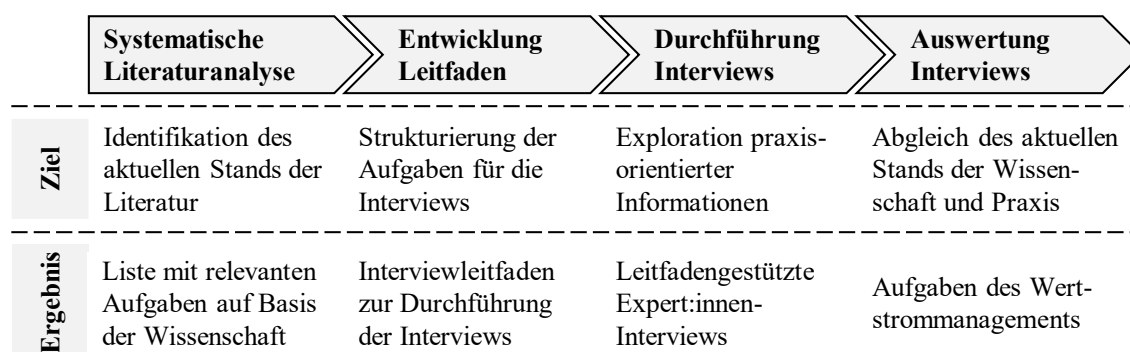 Systematische
Literaturanalyse
Entwicklung
Leitfaden
Durchführung
Interviews
Auswertung
Interviews
Ziel
Identifikation des
aktuellen Stands der
Literatur
Strukturierung der
Aufgaben für die
Interviews
Exploration praxis-
orientierter
Informationen
Abgleich des aktuellen
Stands der Wissen-
schaft und Praxis
Ergebnis
Liste mit relevanten
Aufgaben auf Basis
der Wissenschaft
Interviewleitfaden
zur Durchführung
der Interviews
Leitfadengestützte
Expert:innen-
Interviews
Aufgaben des Wert-
strommanagements